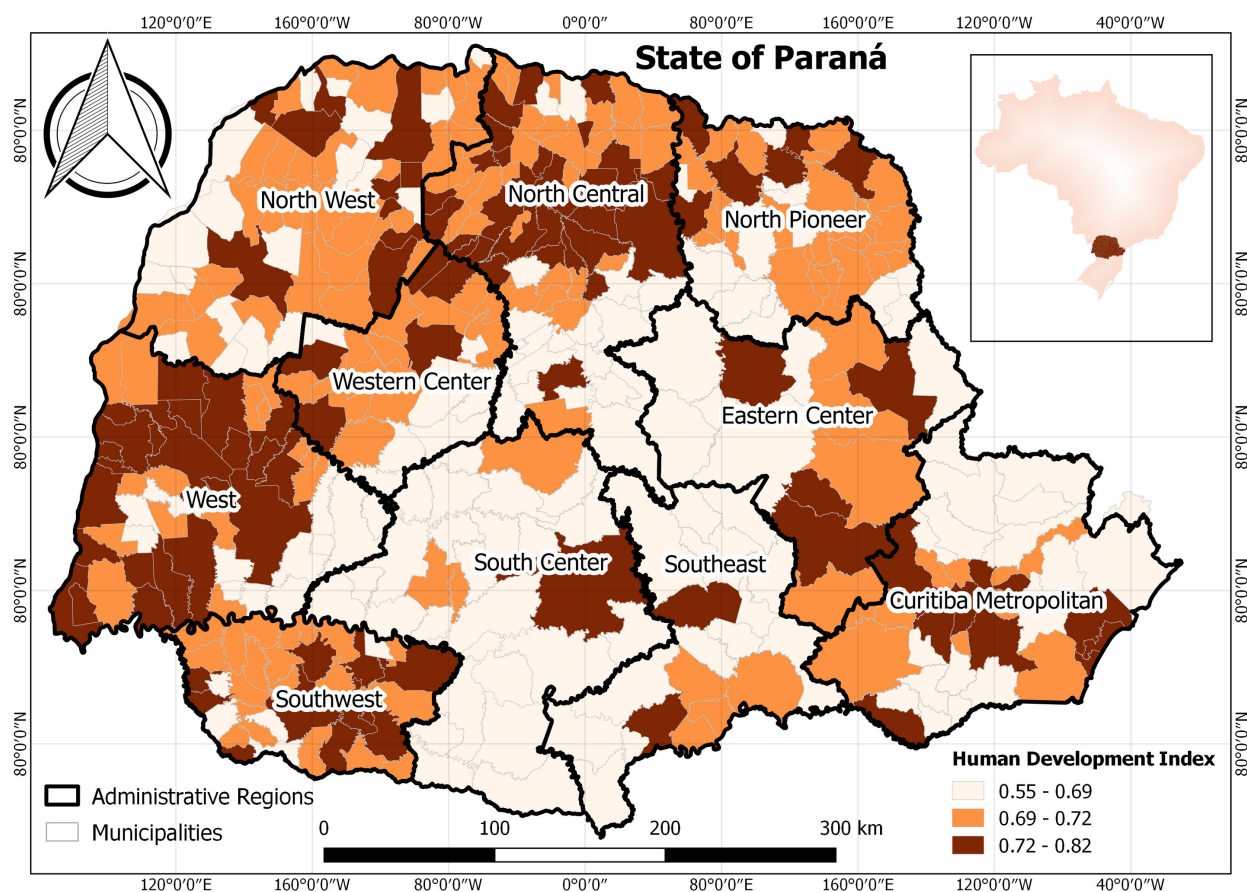 120°0'0"E 160°0'0"W 80°0'0"W 0°0'0"E 80°0'0"E 160°0'0"E 120°0'0"W 40°0'0"W
State of Paraná
80°0'0"N 80°0'0"N
North West
North Central
North Pioneer
80°0'0"N 80°0'0"N
Western Center
Eastern Center
80°0'0"N 80°0'0"N
West
South Center
Southeast
80°0'0"N 80°0'0"N
Curitiba Metropolitan
Southwest
80°0'0"N 80°0'0"N
Human Development Index
0.55 - 0.69
0.69 - 0.72
0.72 - 0.82
Administrative Regions
Municipalities
0 100 200 300 km
120°0'0"E 160°0'0"W 80°0'0"W 0°0'0"E 80°0'0"E 160°0'0"E 120°0'0"W 40°0'0"W